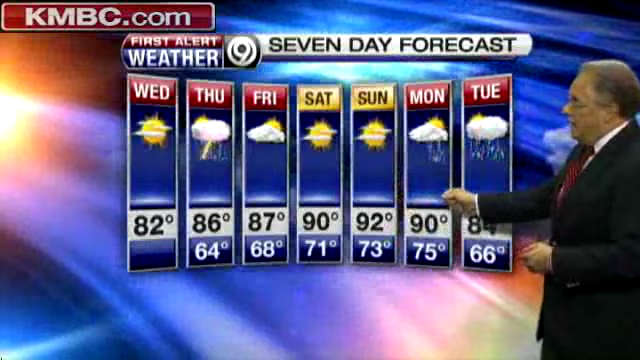 KMBC.com
FIRST ALERT
WEATHER 9
SEVEN DAY FORECAST
WED THU FRI SAT SUN MON TUE
82° 86° 87° 90° 92° 90° 84°
64° 68° 71° 73° 75° 66°